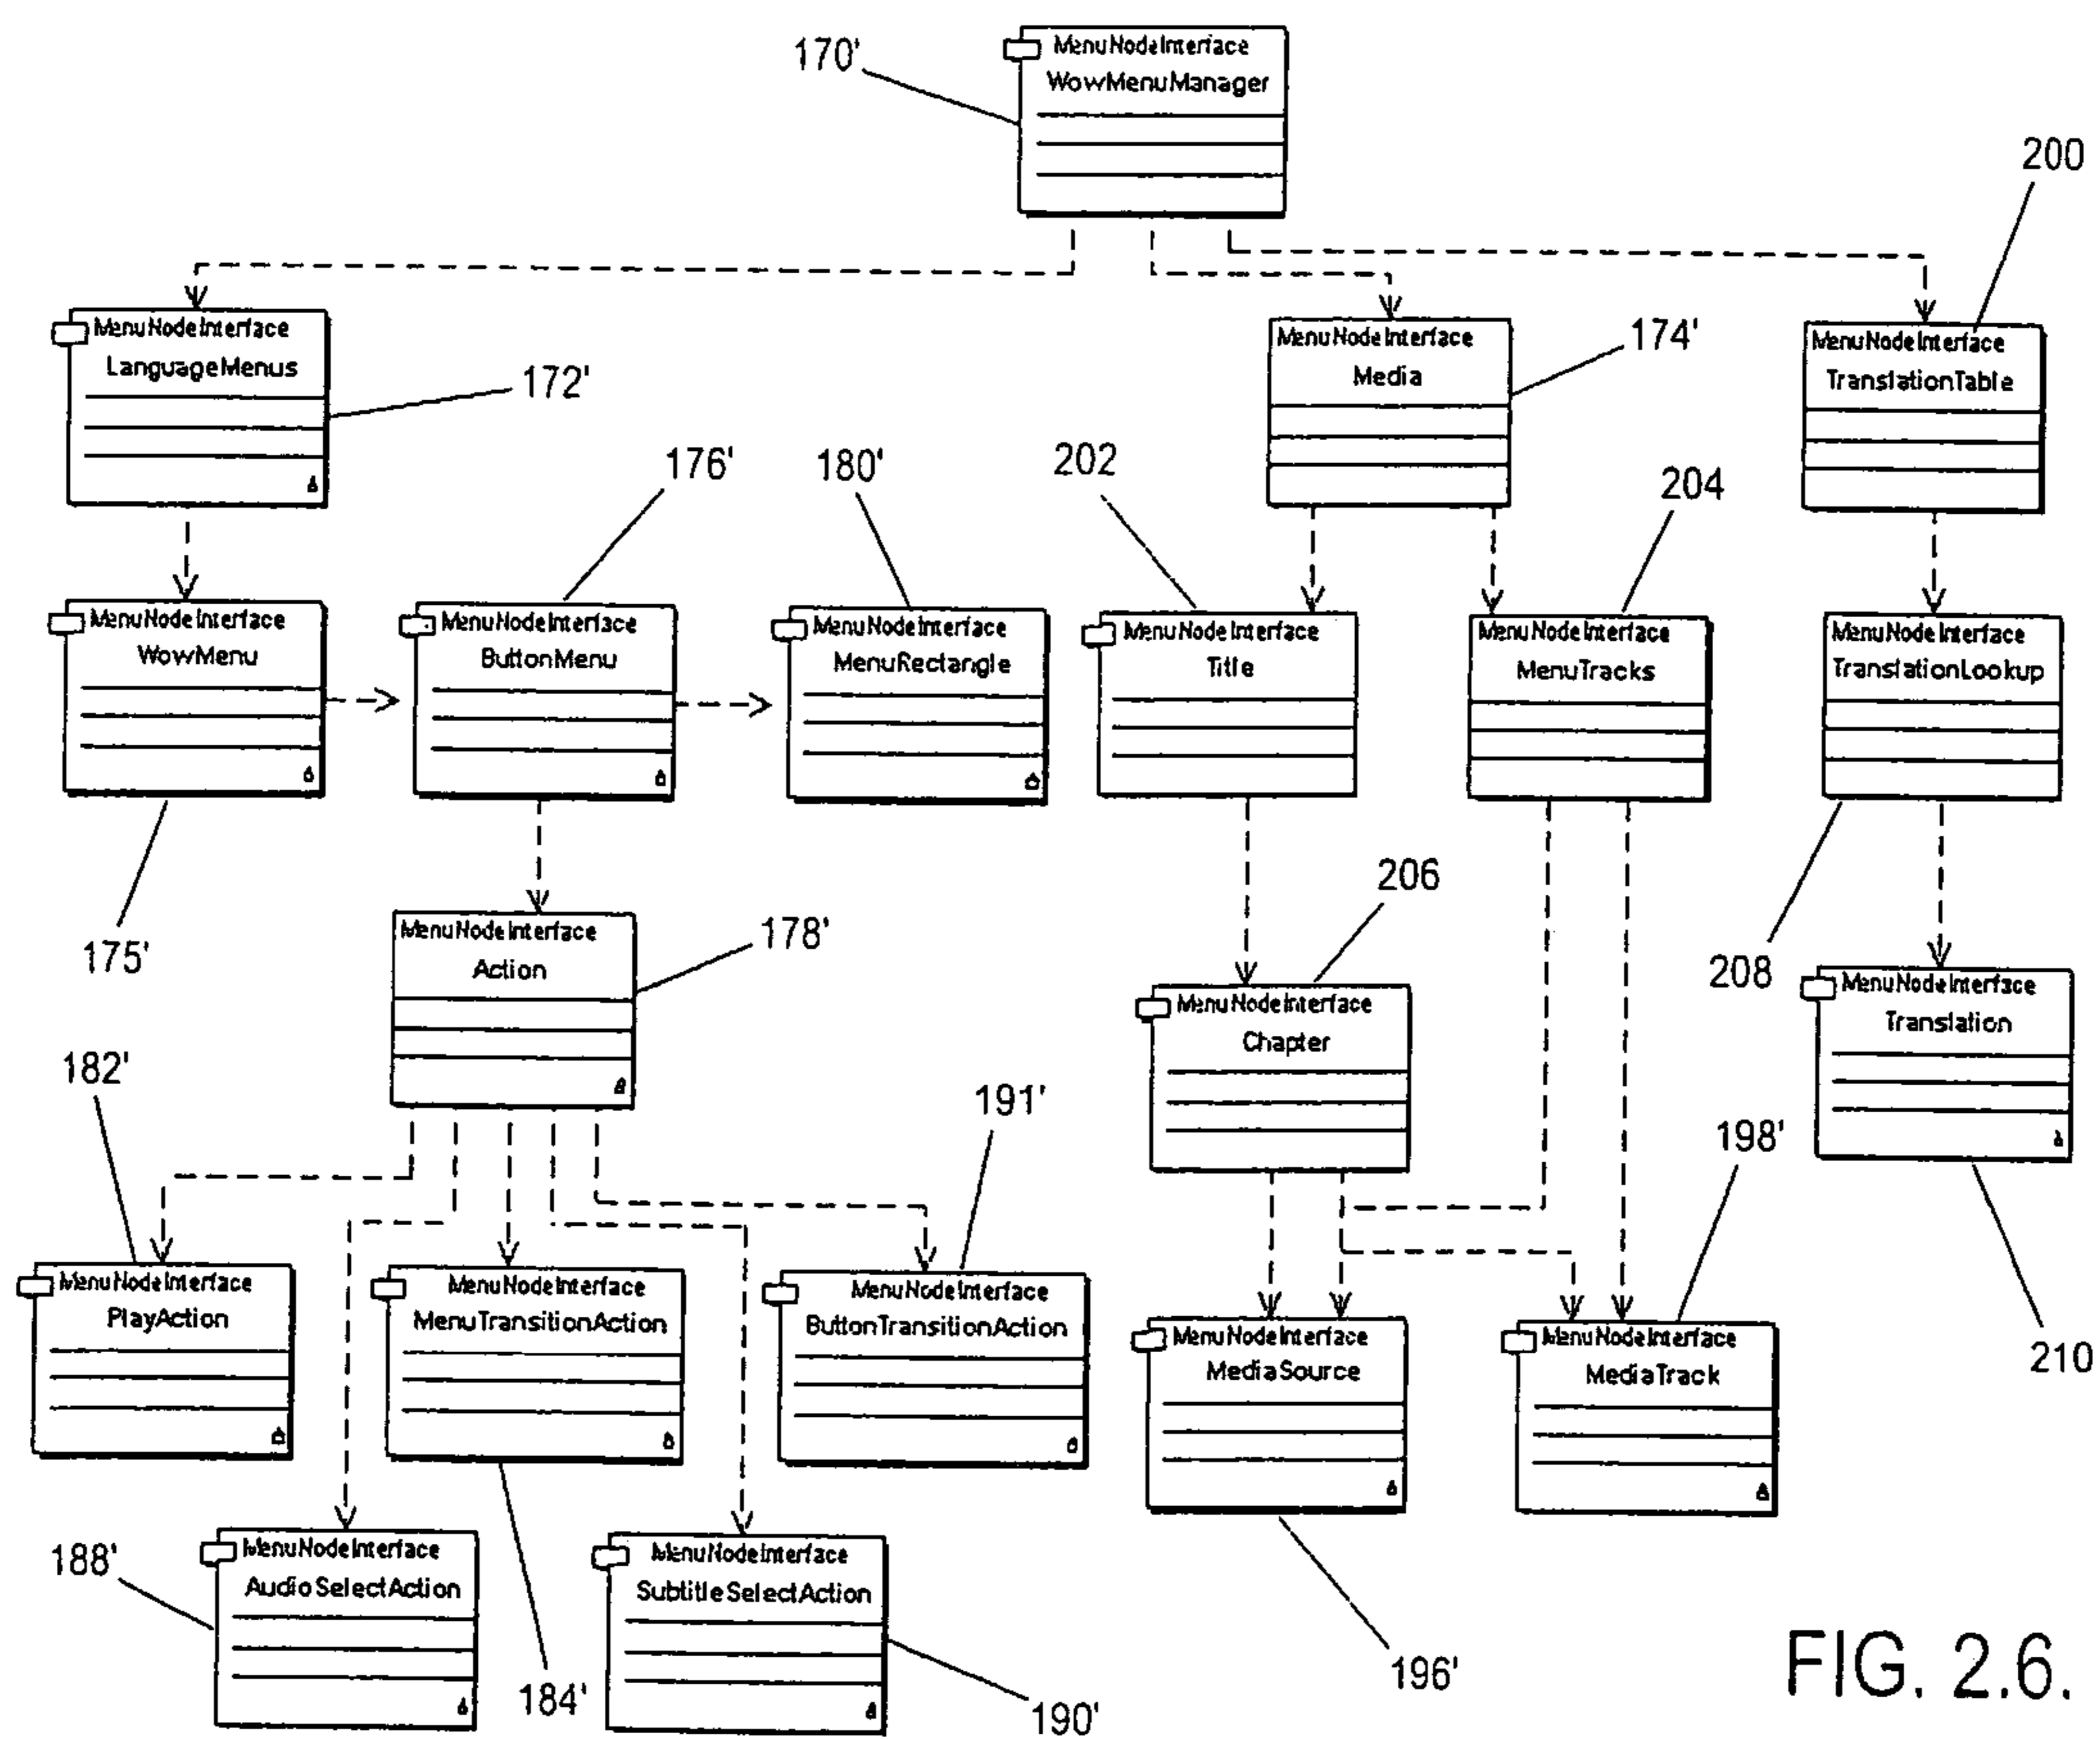 170'
MenuNodeInterface
WowMenuManager
200
MenuNodeInterface
LanguageMenus
172'
MenuNodeInterface
Media
174'
MenuNodeInterface
TranslationTable
176'
180'
202
204
MenuNodeInterface
WowMenu
175'
MenuNodeInterface
ButtonMenu
MenuNodeInterface
MenuRectangle
MenuNodeInterface
Title
MenuNodeInterface
MenuTracks
MenuNodeInterface
TranslationLookup
208
MenuNodeInterface
Action
178'
206
MenuNodeInterface
Chapter
MenuNodeInterface
Translation
210
182'
191'
198'
MenuNodeInterface
PlayAction
MenuNodeInterface
MenuTransitionAction
184'
MenuNodeInterface
ButtonTransitionAction
MenuNodeInterface
MediaSource
196'
MenuNodeInterface
MediaTrack
188'
MenuNodeInterface
AudioSelectAction
MenuNodeInterface
SubtitleSelectAction
190'
FIG. 2.6.